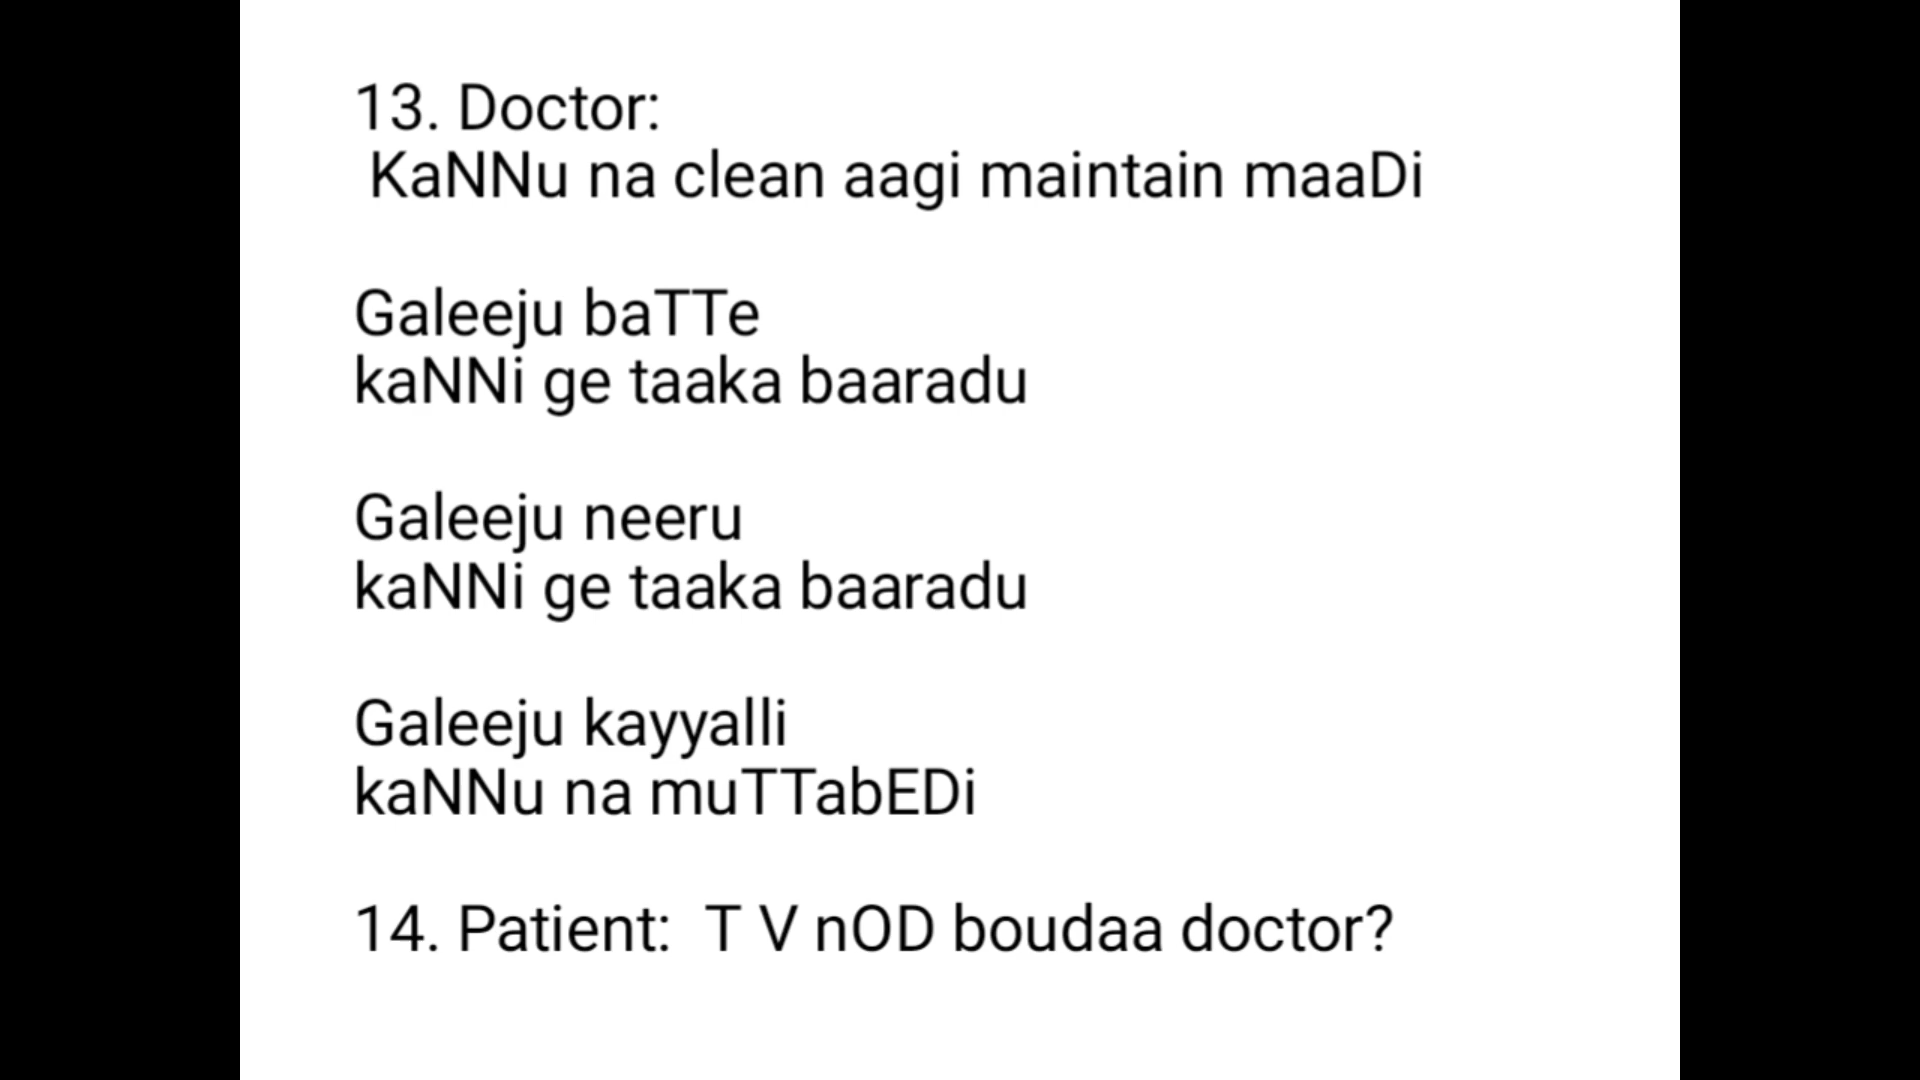 13. Doctor:
KaNNu na clean aagi maintain maaDi
Galeeju baTTe
kaNNi ge taaka baaradu
Galeeju neeru
kaNNi ge taaka baaradu
Galeeju kayyalli
kaNNu na muTTabEDi
14. Patient: T V nOD boudaa doctor?